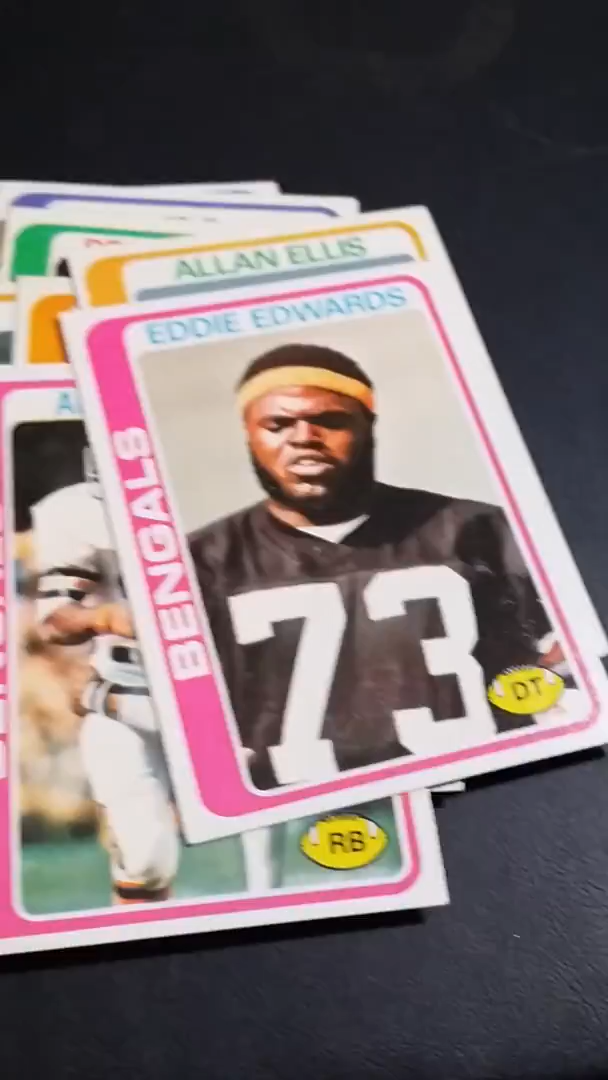 ALLAN ELLIS
EDDIE EDWARDS
BENGALS
73
DT
RB